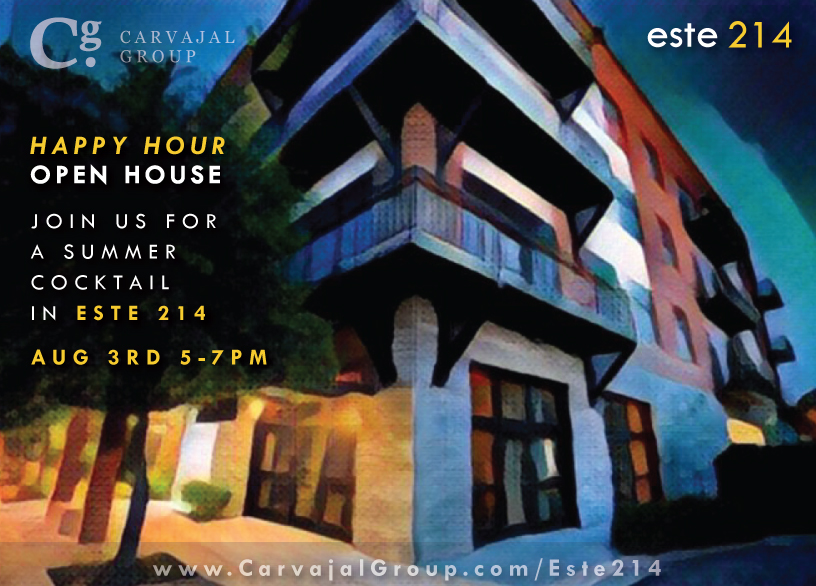 Cg.
CARVAJAL
GROUP
este 214
HAPPY HOUR
OPEN HOUSE
JOIN US FOR
A SUMMER
COCKTAIL
IN ESTE 214
AUG 3RD 5-7PM
www.CarvajalGroup.com/Este214